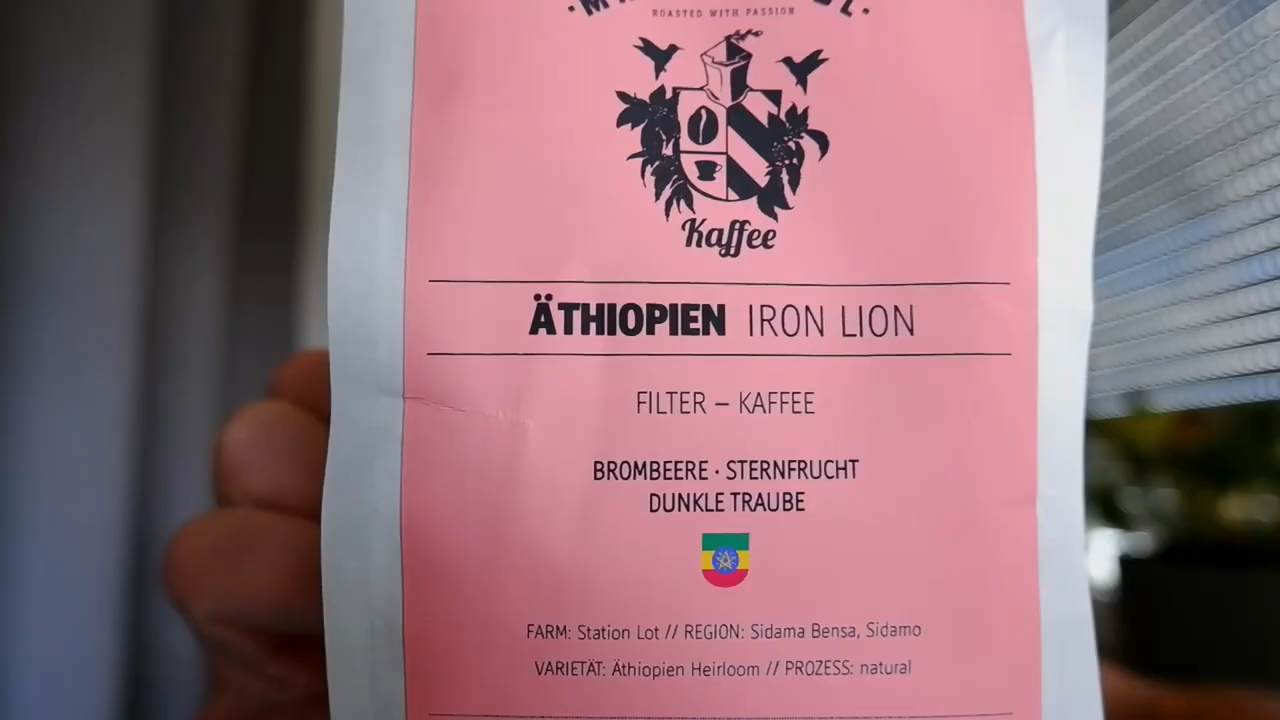 ROASTED WITH PASSION
Kaffee
ÄTHIOPIEN IRON LION
FILTER – KAFFEE
BROMBEERE · STERNFRUCHT
DUNKLE TRAUBE
FARM: Station Lot // REGION: Sidama Bensa, Sidamo
VARIETÄT: Äthiopien Heirloom // PROZESS: natural